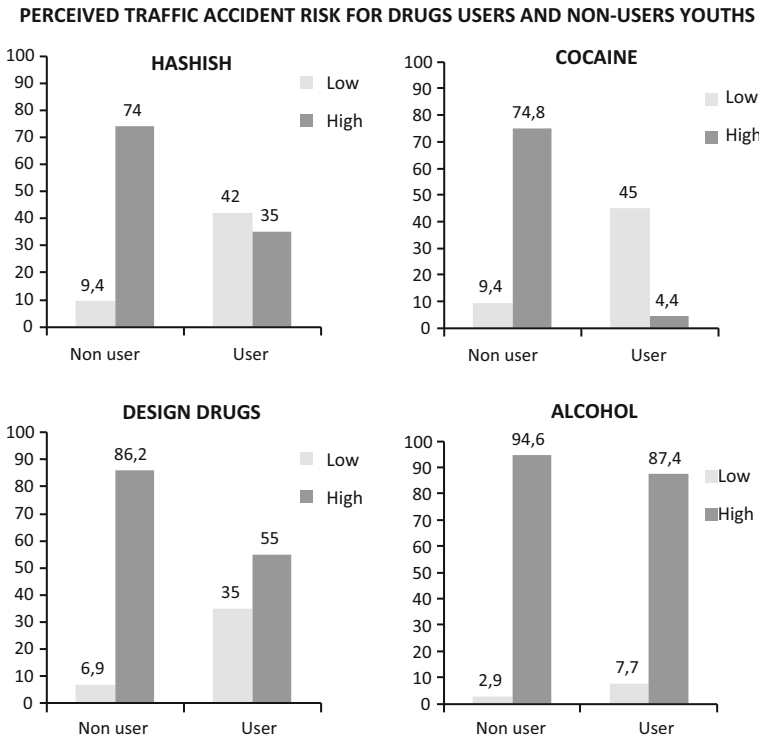 PERCEIVED TRAFFIC ACCIDENT RISK FOR DRUGS USERS AND NON-USERS YOUTHS
HASHISH
100
90
80
70
60
50
40
30
20
10
0
9,4
74
42
35
Low
High
Non user
User
COCAINE
100
90
80
70
60
50
40
30
20
10
0
9,4
74,8
45
4,4
Low
High
Non user
User
DESIGN DRUGS
100
90
80
70
60
50
40
30
20
10
0
6,9
86,2
35
55
Low
High
Non user
User
ALCOHOL
100
90
80
70
60
50
40
30
20
10
0
2,9
94,6
7,7
87,4
Low
High
Non user
User